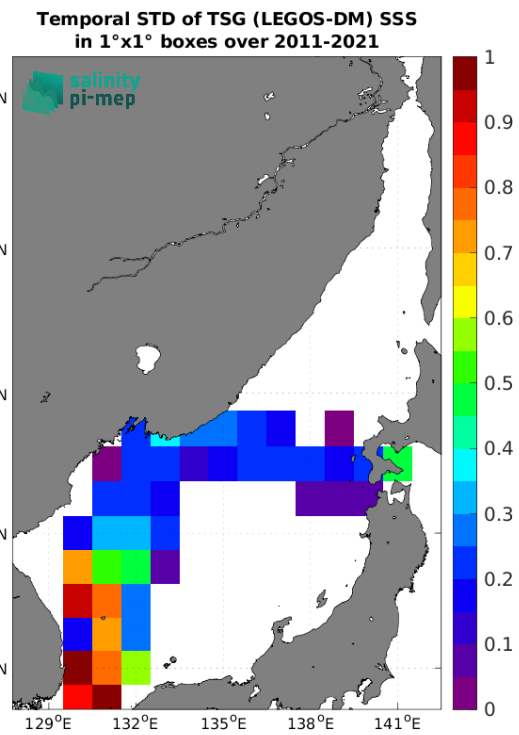 Temporal STD of TSG (LEGOS-DM) SSS
in 1°x1° boxes over 2011-2021
salinity
pi-mep
N
N
N
N
N
1
0.9
0.8
0.7
0.6
0.5
0.4
0.3
0.2
0.1
0
129°E 132°E 135°E 138°E 141°E